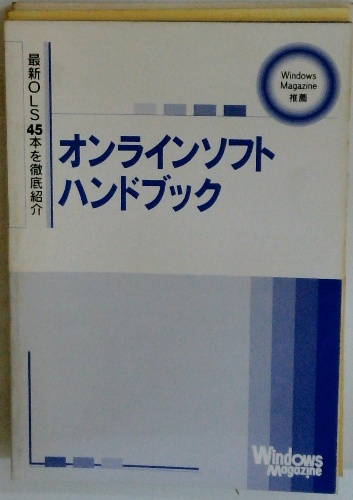 最新OLS45本を徹底紹介
Windows
Magazine
推薦
オンラインソフト
ハンドブック
Windows
Magazine